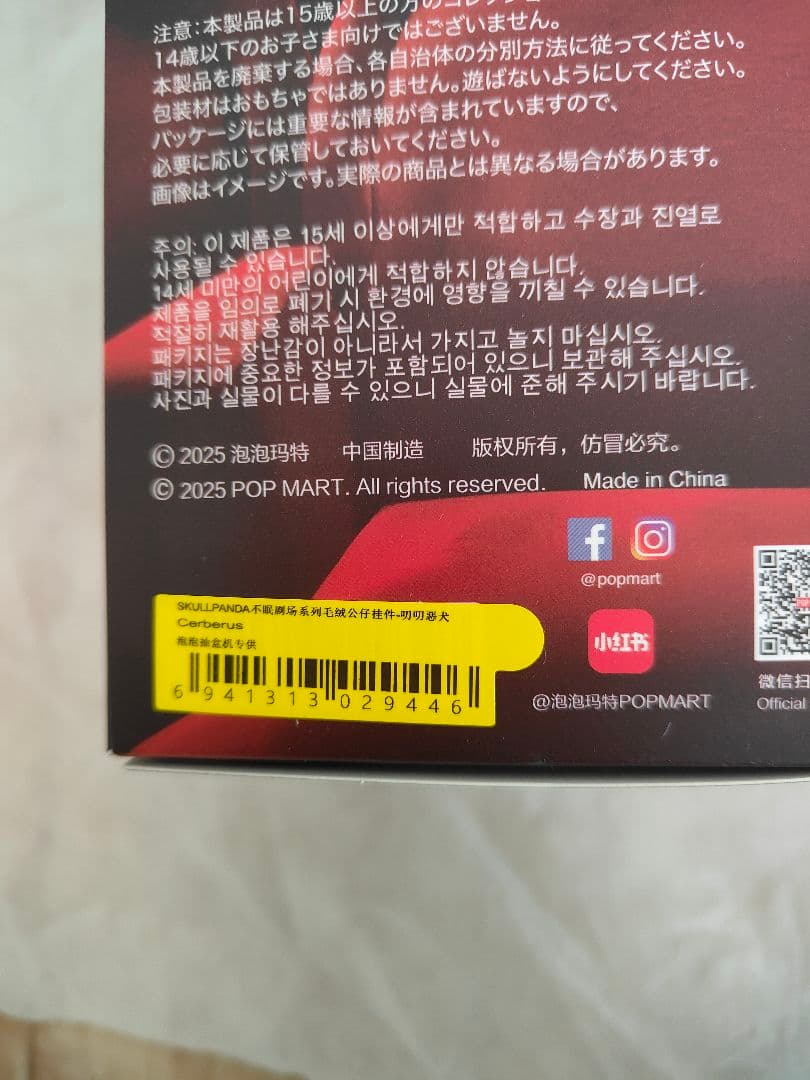 注意:本製品は15歳以上の方のコレクショ
14歳以下のお子さま向けではございません。
本製品を廃棄する場合、各自治体の分別方法に従ってください。
包装材はおもちゃではありません。遊ばないようにしてください。
パッケージには重要な情報が含まれていますので、
必要に応じて保管しておいてください。
画像はイメージです。実際の商品とは異なる場合があります。
주의: 이 제품은 15세 이상에게만 적합하고 수장과 진열로
사용될 수 있습니다.
14세 미만의 어린이에게 적합하지 않습니다.
제품을 임의로 폐기 시 환경에 영향을 끼칠 수 있습니다.
적절히 재활용 해주십시오.
패키지는 장난감이 아니라서 가지고 놀지 마십시오.
패키지에 중요한 정보가 포함되어 있으니 보관해 주십시오.
사진과 실물이 다를 수 있으니 실물에 준해 주시기 바랍니다.
© 2025 泡泡玛特 中国制造 版权所有，仿冒必究。
© 2025 POP MART. All rights reserved. Made in China
@popmart
SKULLPANDA不眠剧场系列毛绒公仔挂件-叨叨恶犬
Cerberus
泡泡抽盒机专供
6 941313 029446
小红书
@泡泡玛特POPMART
微信扫
Official